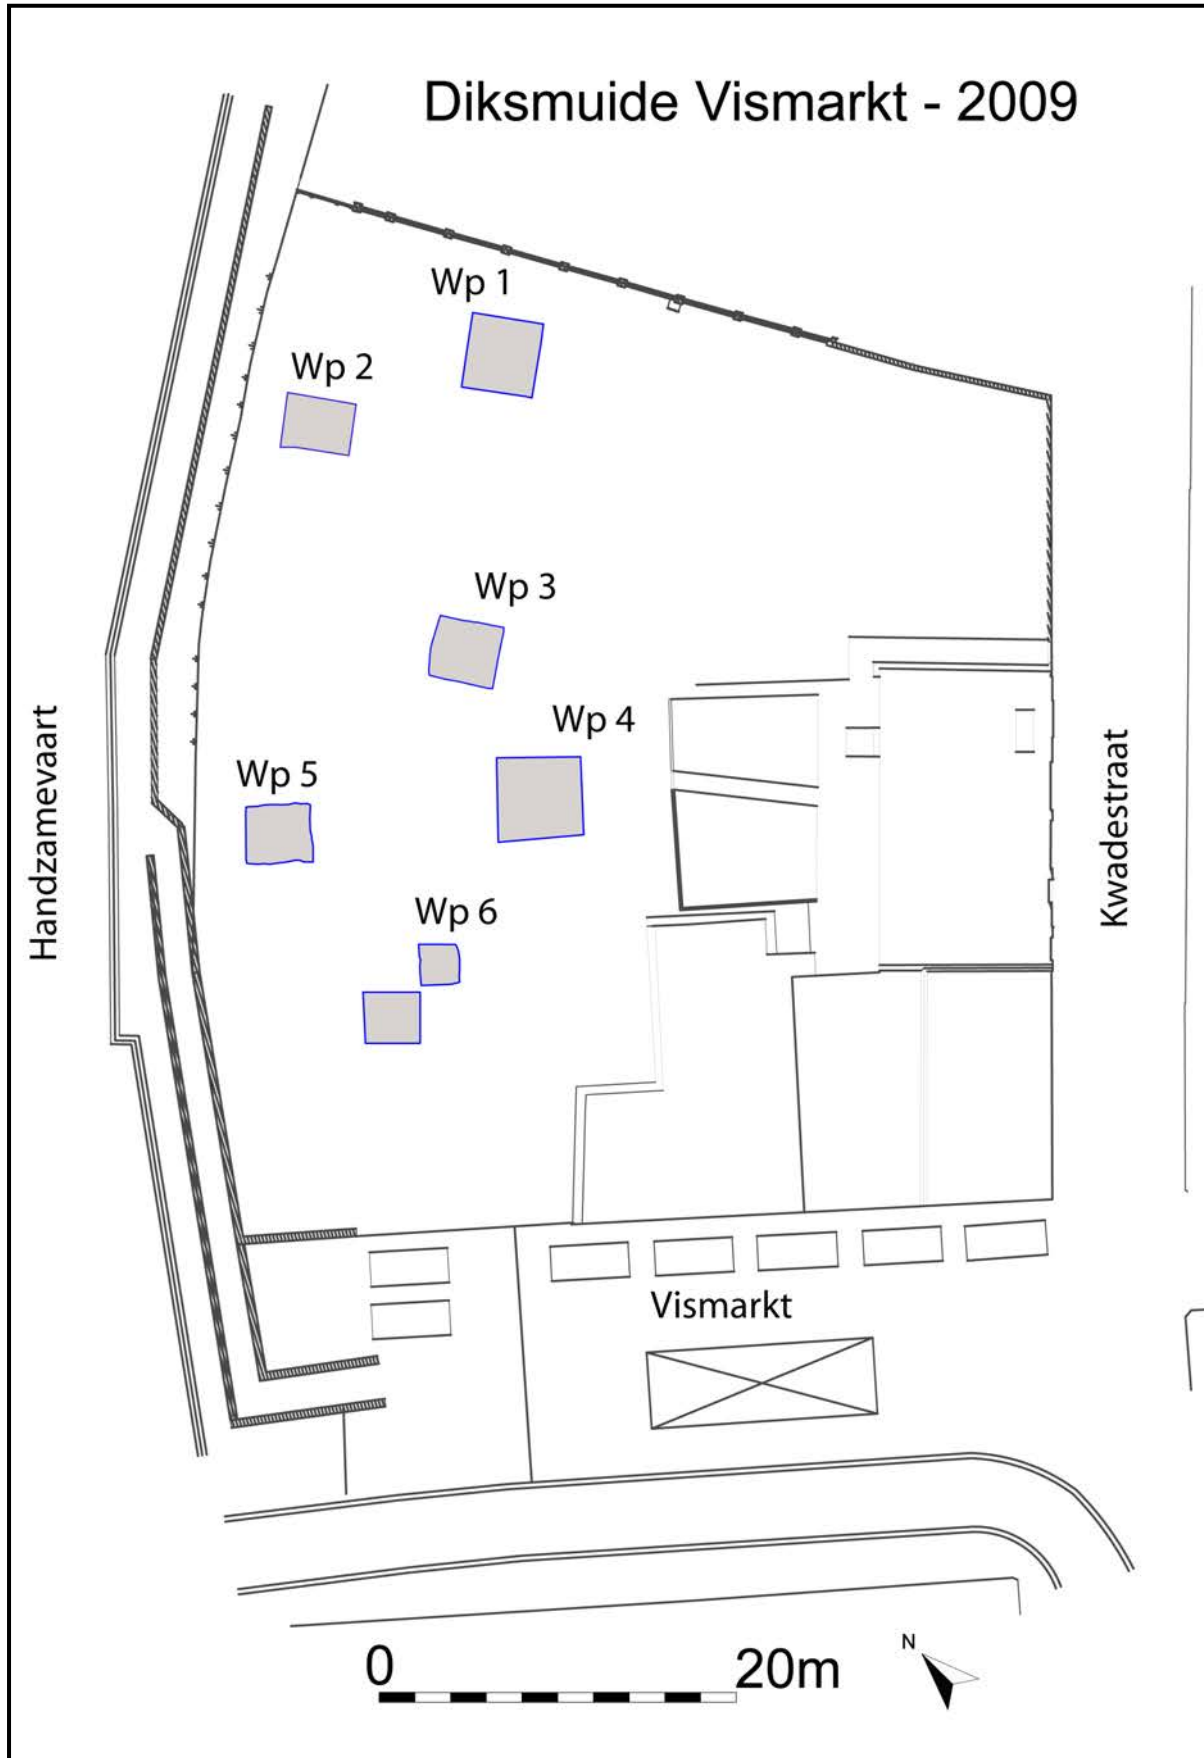 Diksmuide Vismarkt - 2009
Wp 1
Wp 2
Wp 3
Wp 4
Wp 5
Wp 6
Handzamevaart
Kwadestraat
Vismarkt
0
20m
N